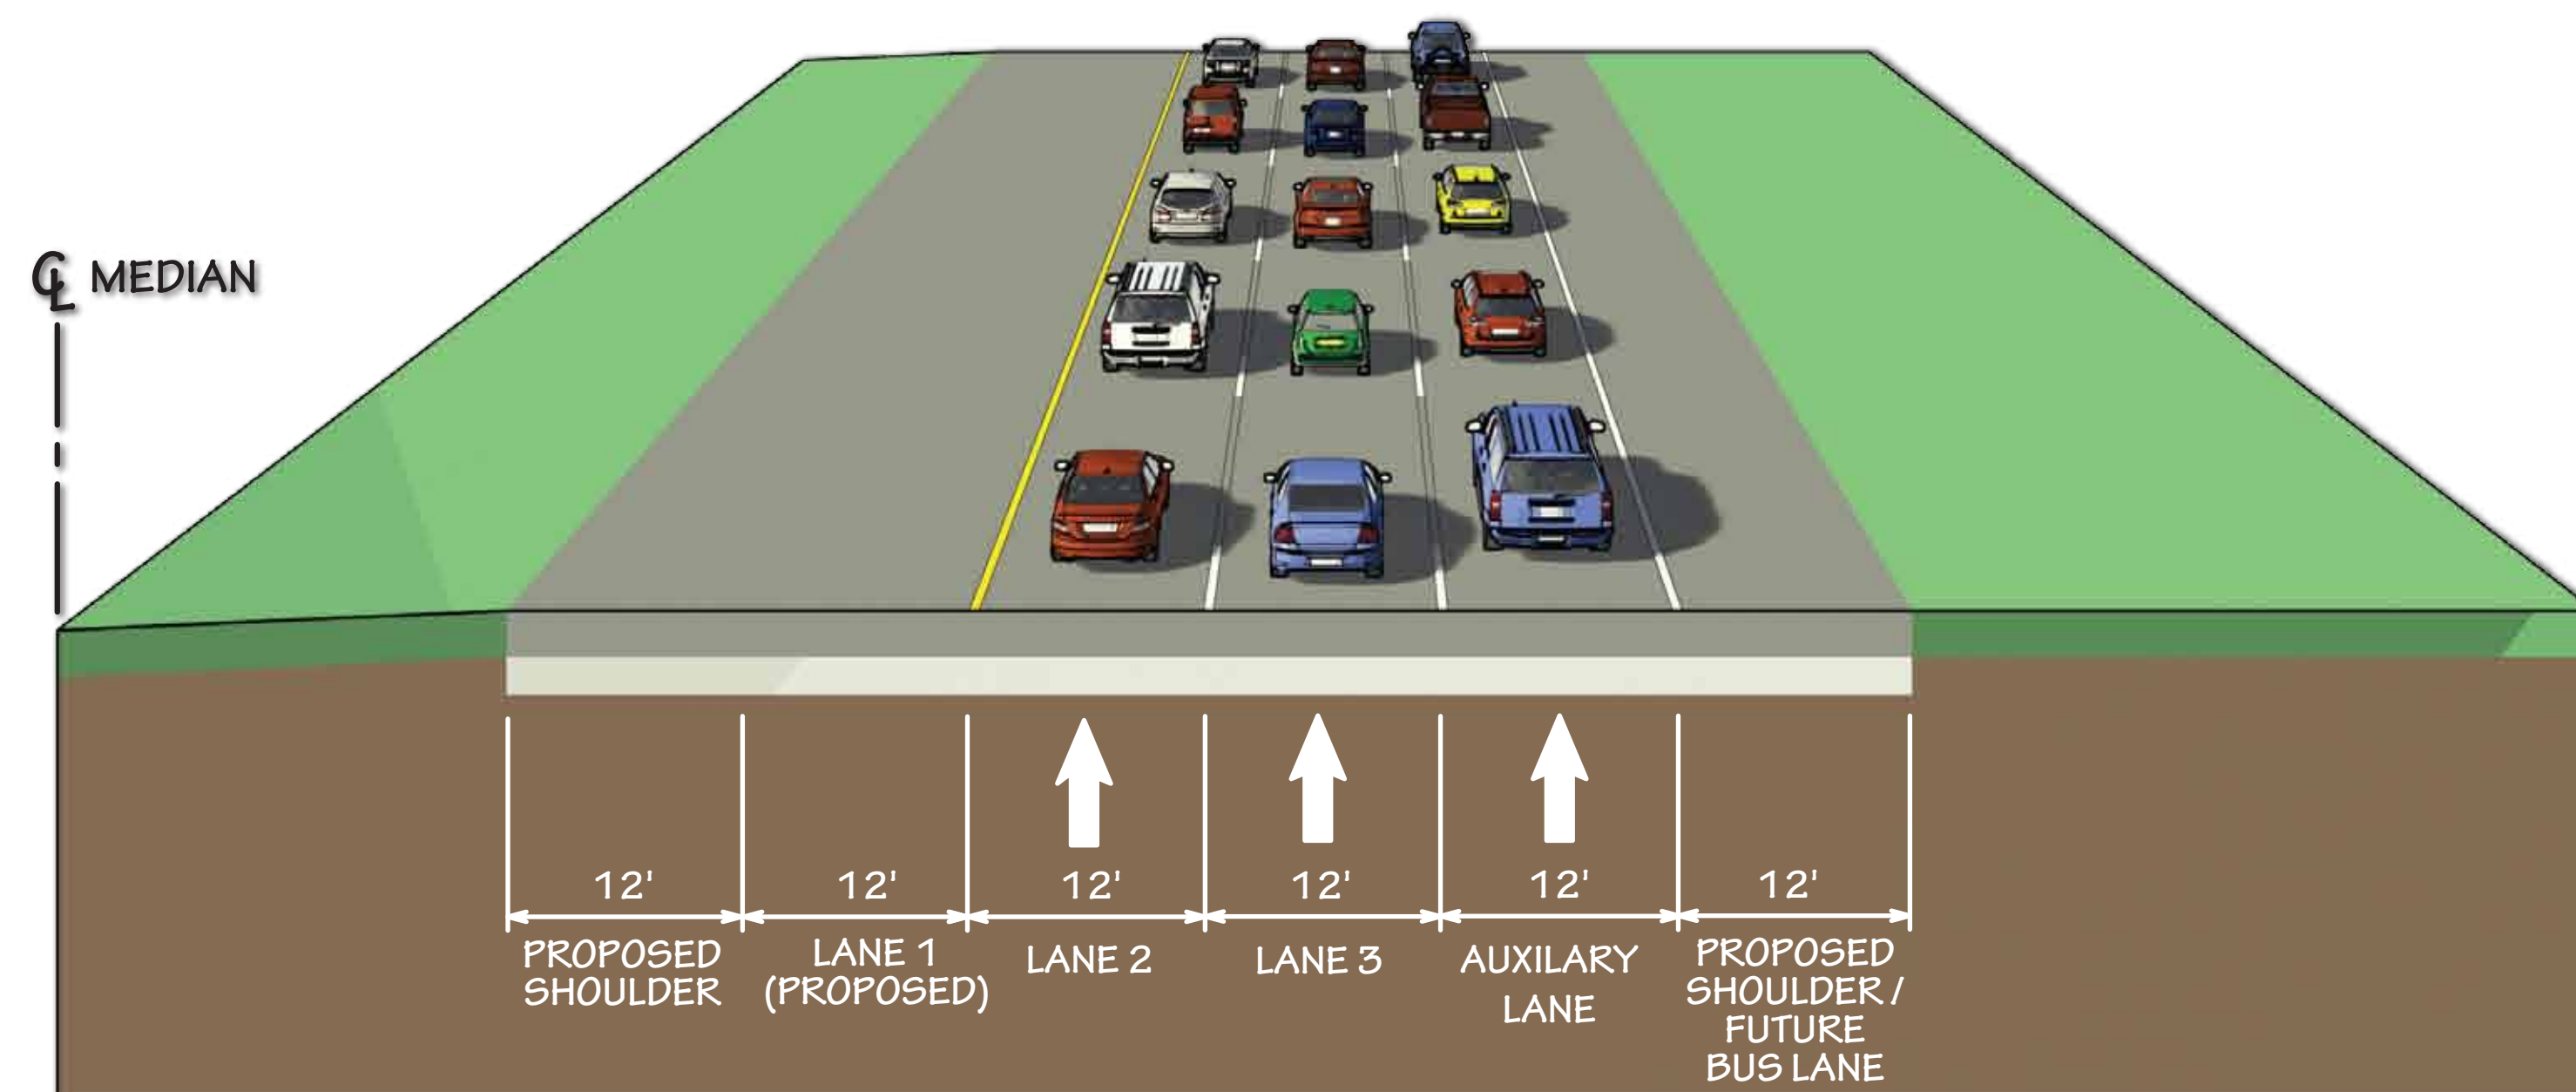 ℄ MEDIAN
12'
12'
12'
12'
12'
12'
PROPOSED
SHOULDER
LANE 1
(PROPOSED)
LANE 2
LANE 3
AUXILARY
LANE
PROPOSED
SHOULDER /
FUTURE
BUS LANE